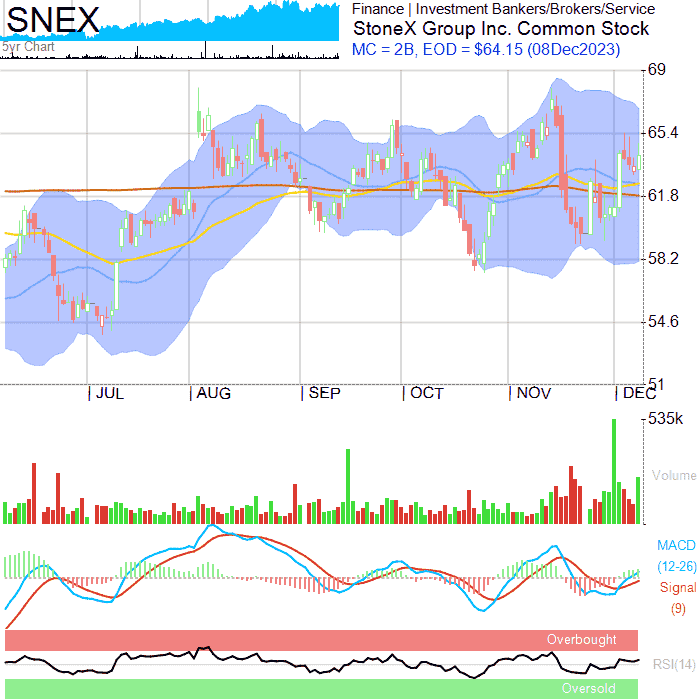 SNEX
5yr Chart
Finance | Investment Bankers/Brokers/Service
StoneX Group Inc. Common Stock
MC = 2B, EOD = $64.15 (08Dec2023)
69
65.4
61.8
58.2
54.6
51
JUL AUG SEP OCT NOV DEC
535k
Volume
MACD
(12-26)
Signal
(9)
Overbought
RSI(14)
Oversold